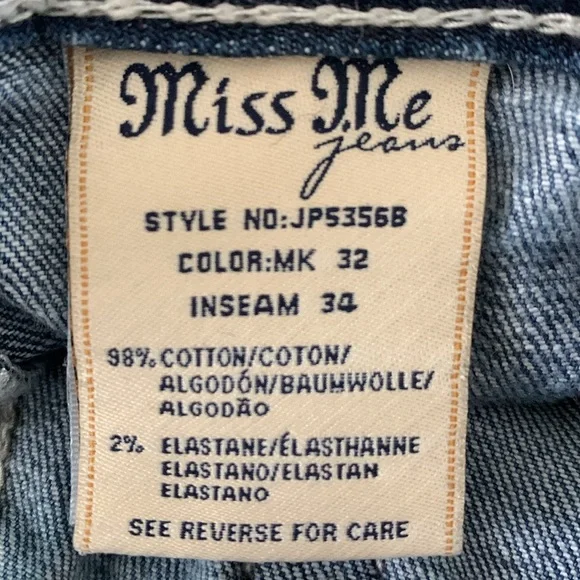 Miss Me
jeans
STYLE NO:JP5356B
COLOR:MK 32
INSEAM 34
98% COTTON/COTON/
ALGODÓN/BAUMWOLLE/
ALGODÃO
2% ELASTANE/ÉLASTHANNE
ELASTANO/ELASTAN
ELASTANO
SEE REVERSE FOR CARE